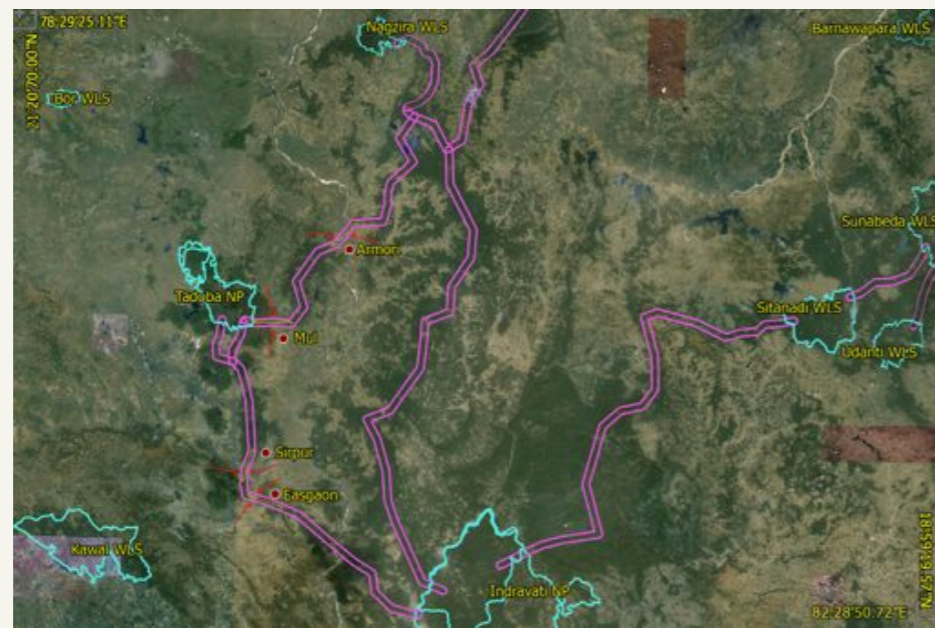 78:29'25.11"E
Nagzira WLS
Barnawapara WLS
21:20'70.00"N
Bor WLS
Sunabeda WLS
Armori
Tadoba NP
Sitanadi WLS
Mul
Udanti WLS
Sirpur
Easgaon
Kawal WLS
Indravati NP
18:59'19.57"N
82:28'50.72"E